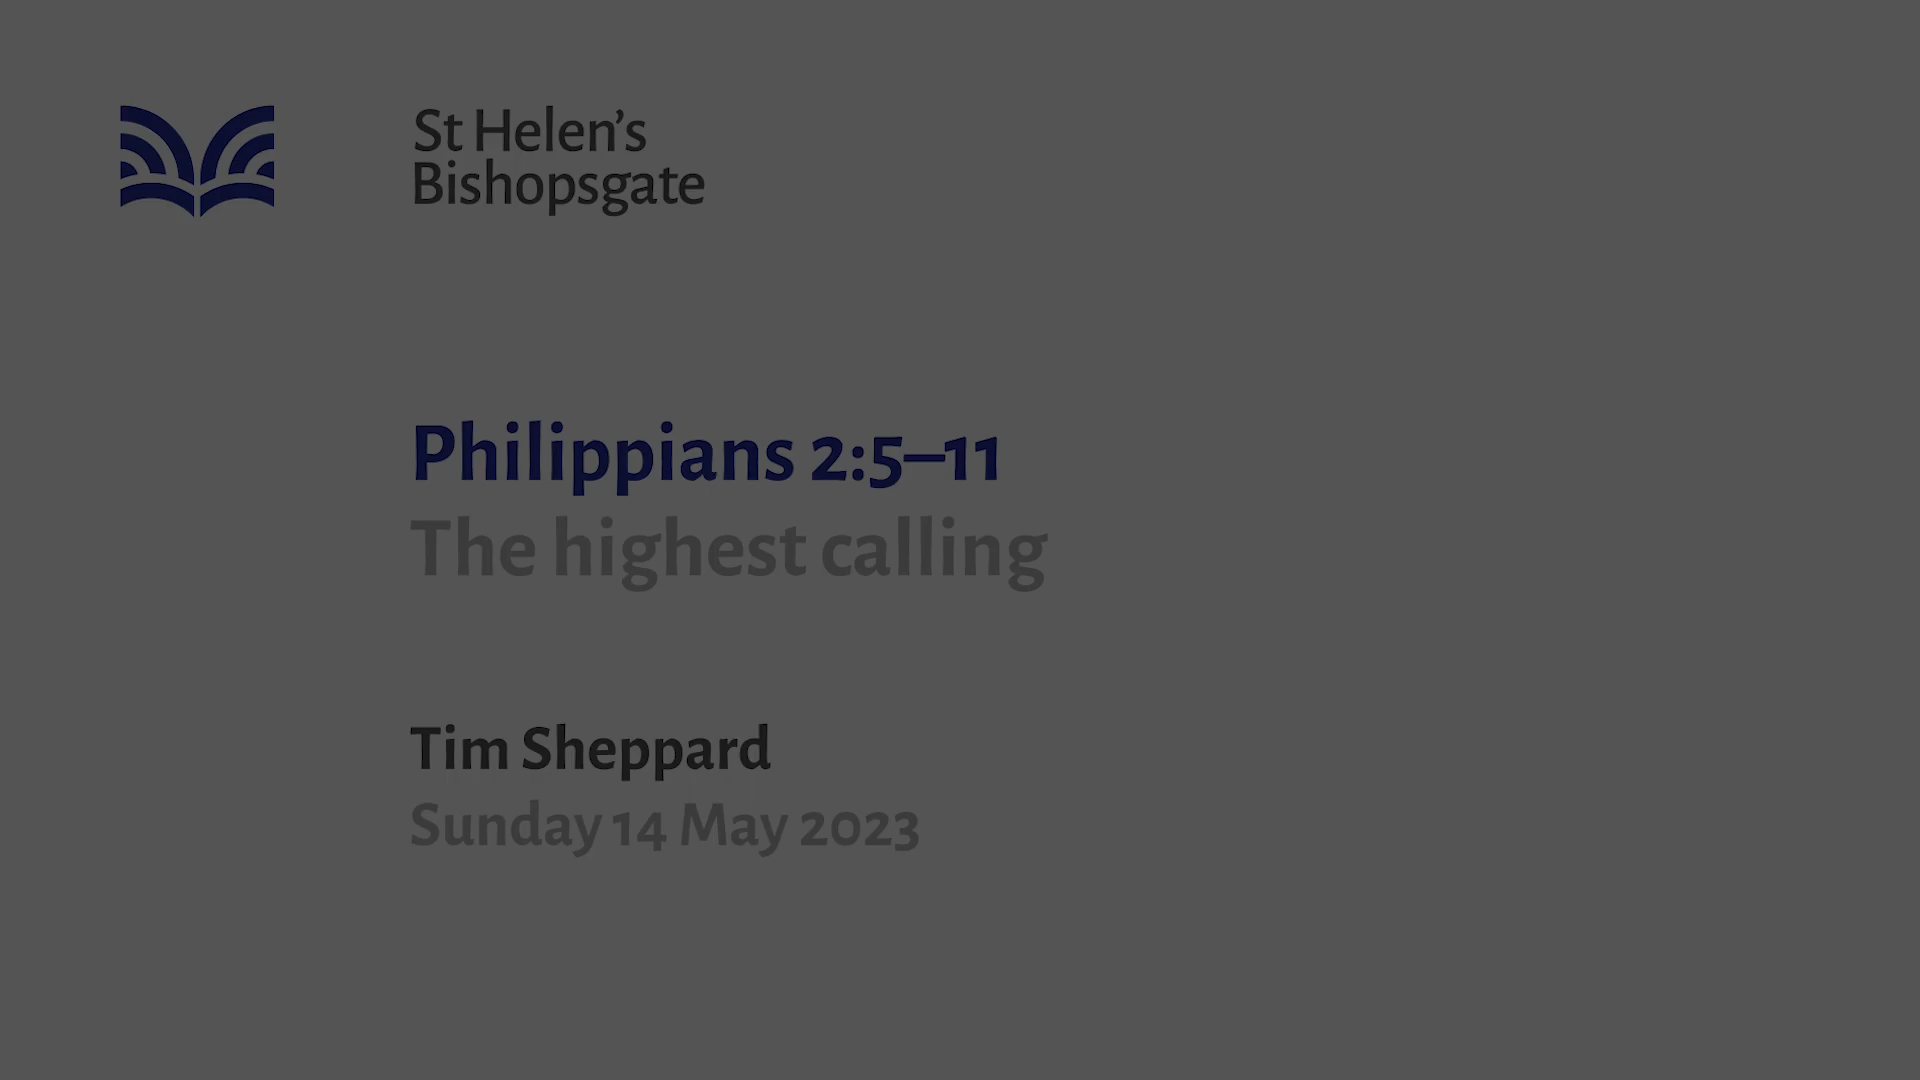 St Helen’s
Bishopsgate
Philippians 2:5–11
The highest calling
Tim Sheppard
Sunday 14 May 2023